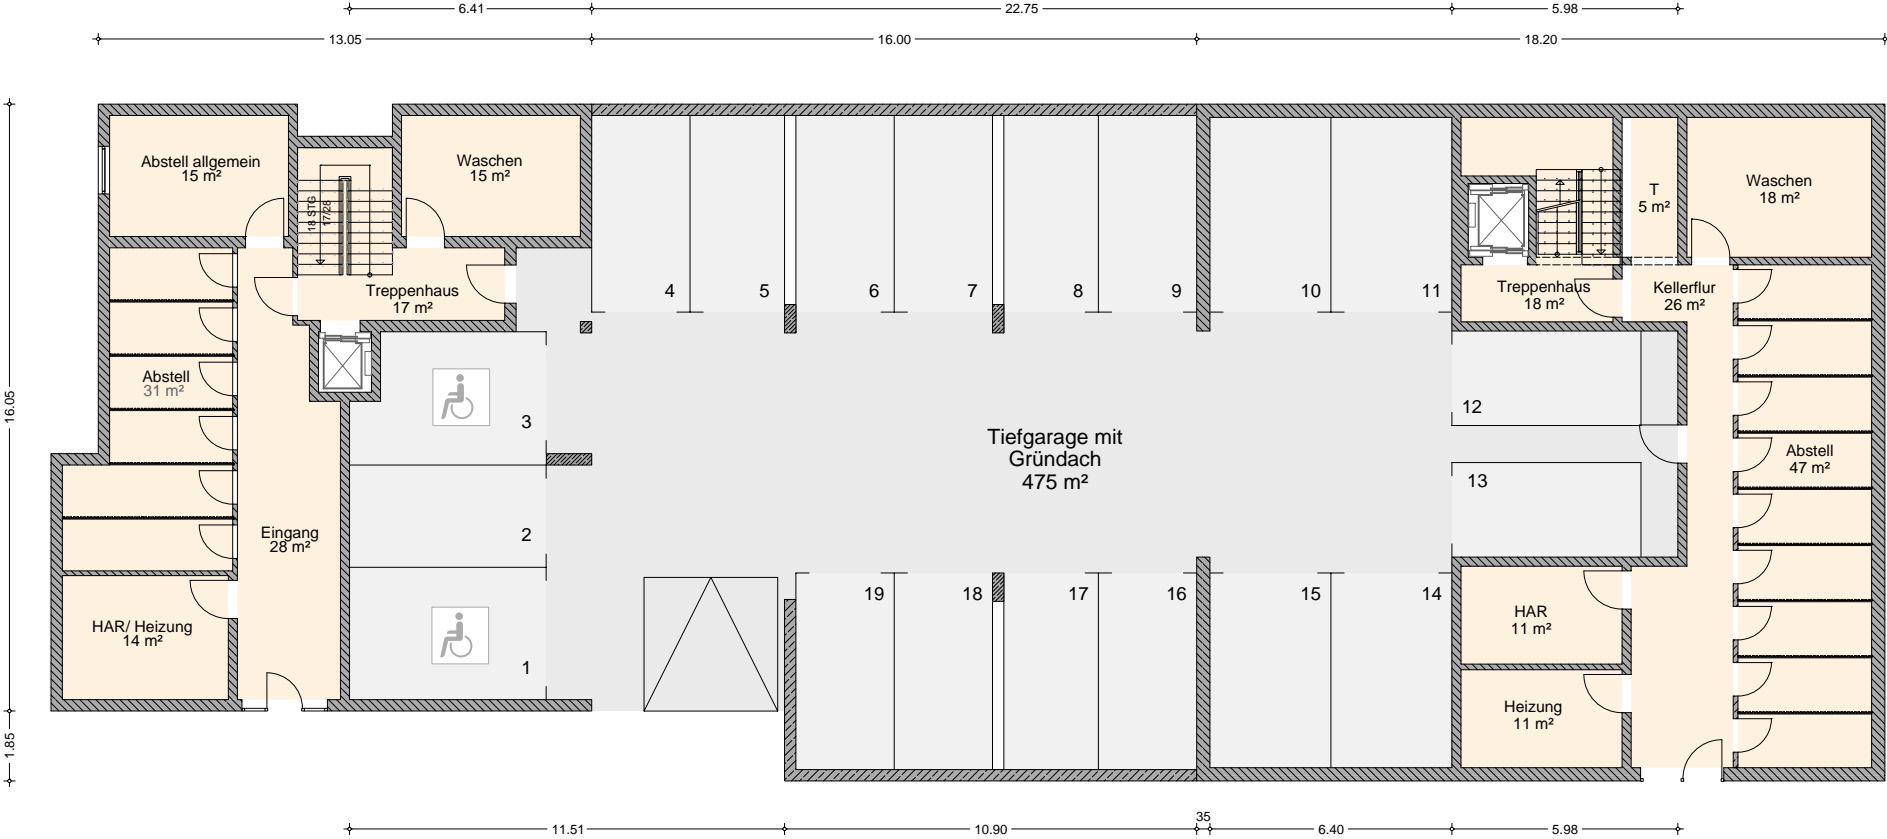 6.41
22.75
5.98
13.05
16.00
18.20
Abstell allgemein
15 m²
Waschen
15 m²
18 STG
17/28
T
5 m²
Waschen
18 m²
Treppenhaus
17 m²
4
5
6
7
8
9
10
11
Treppenhaus
18 m²
Kellerflur
26 m²
Abstell
31 m²
3
12
16.05
Tiefgarage mit
Gründach
475 m²
Abstell
47 m²
13
Eingang
28 m²
2
19
18
17
16
15
14
HAR/ Heizung
14 m²
HAR
11 m²
1
Heizung
11 m²
1.85
35
11.51
10.90
6.40
5.98